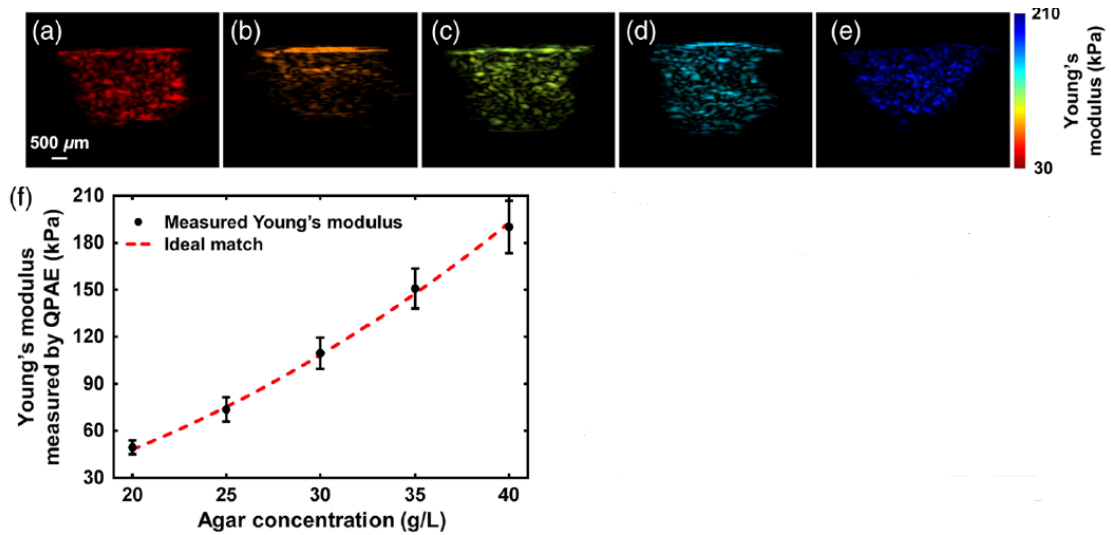 (a)
(b)
(c)
(d)
(e)
500 µm
210
Young's
modulus (kPa)
30
(f)
210
180
150
120
90
60
30
Young's modulus
measured by QPAE (kPa)
Measured Young's modulus
Ideal match
20
25
30
35
40
Agar concentration (g/L)